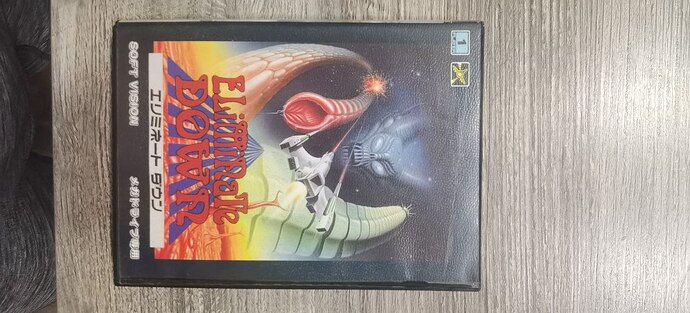 1
ELiMiNate
DOWN
エリミネート ダウン
SOFT VISION
メガドライブ専用